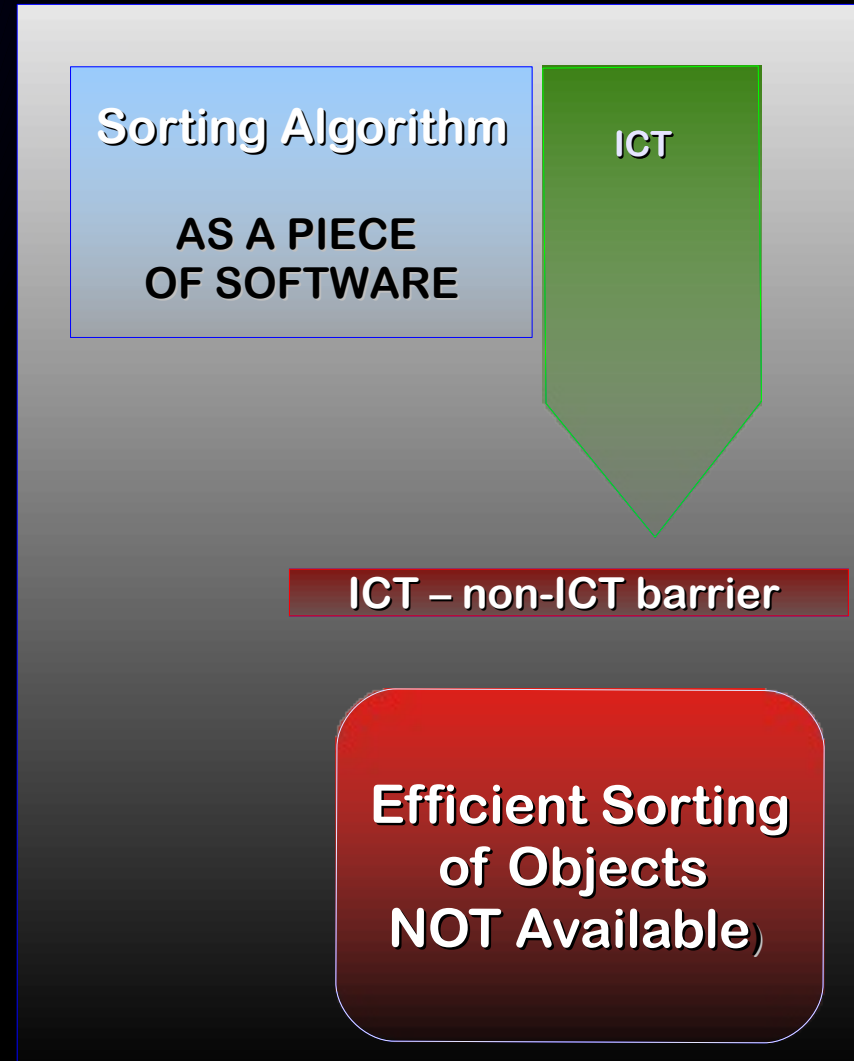 Sorting Algorithm
AS A PIECE
OF SOFTWARE
ICT
ICT – non-ICT barrier
Efficient Sorting
of Objects
NOT Available)